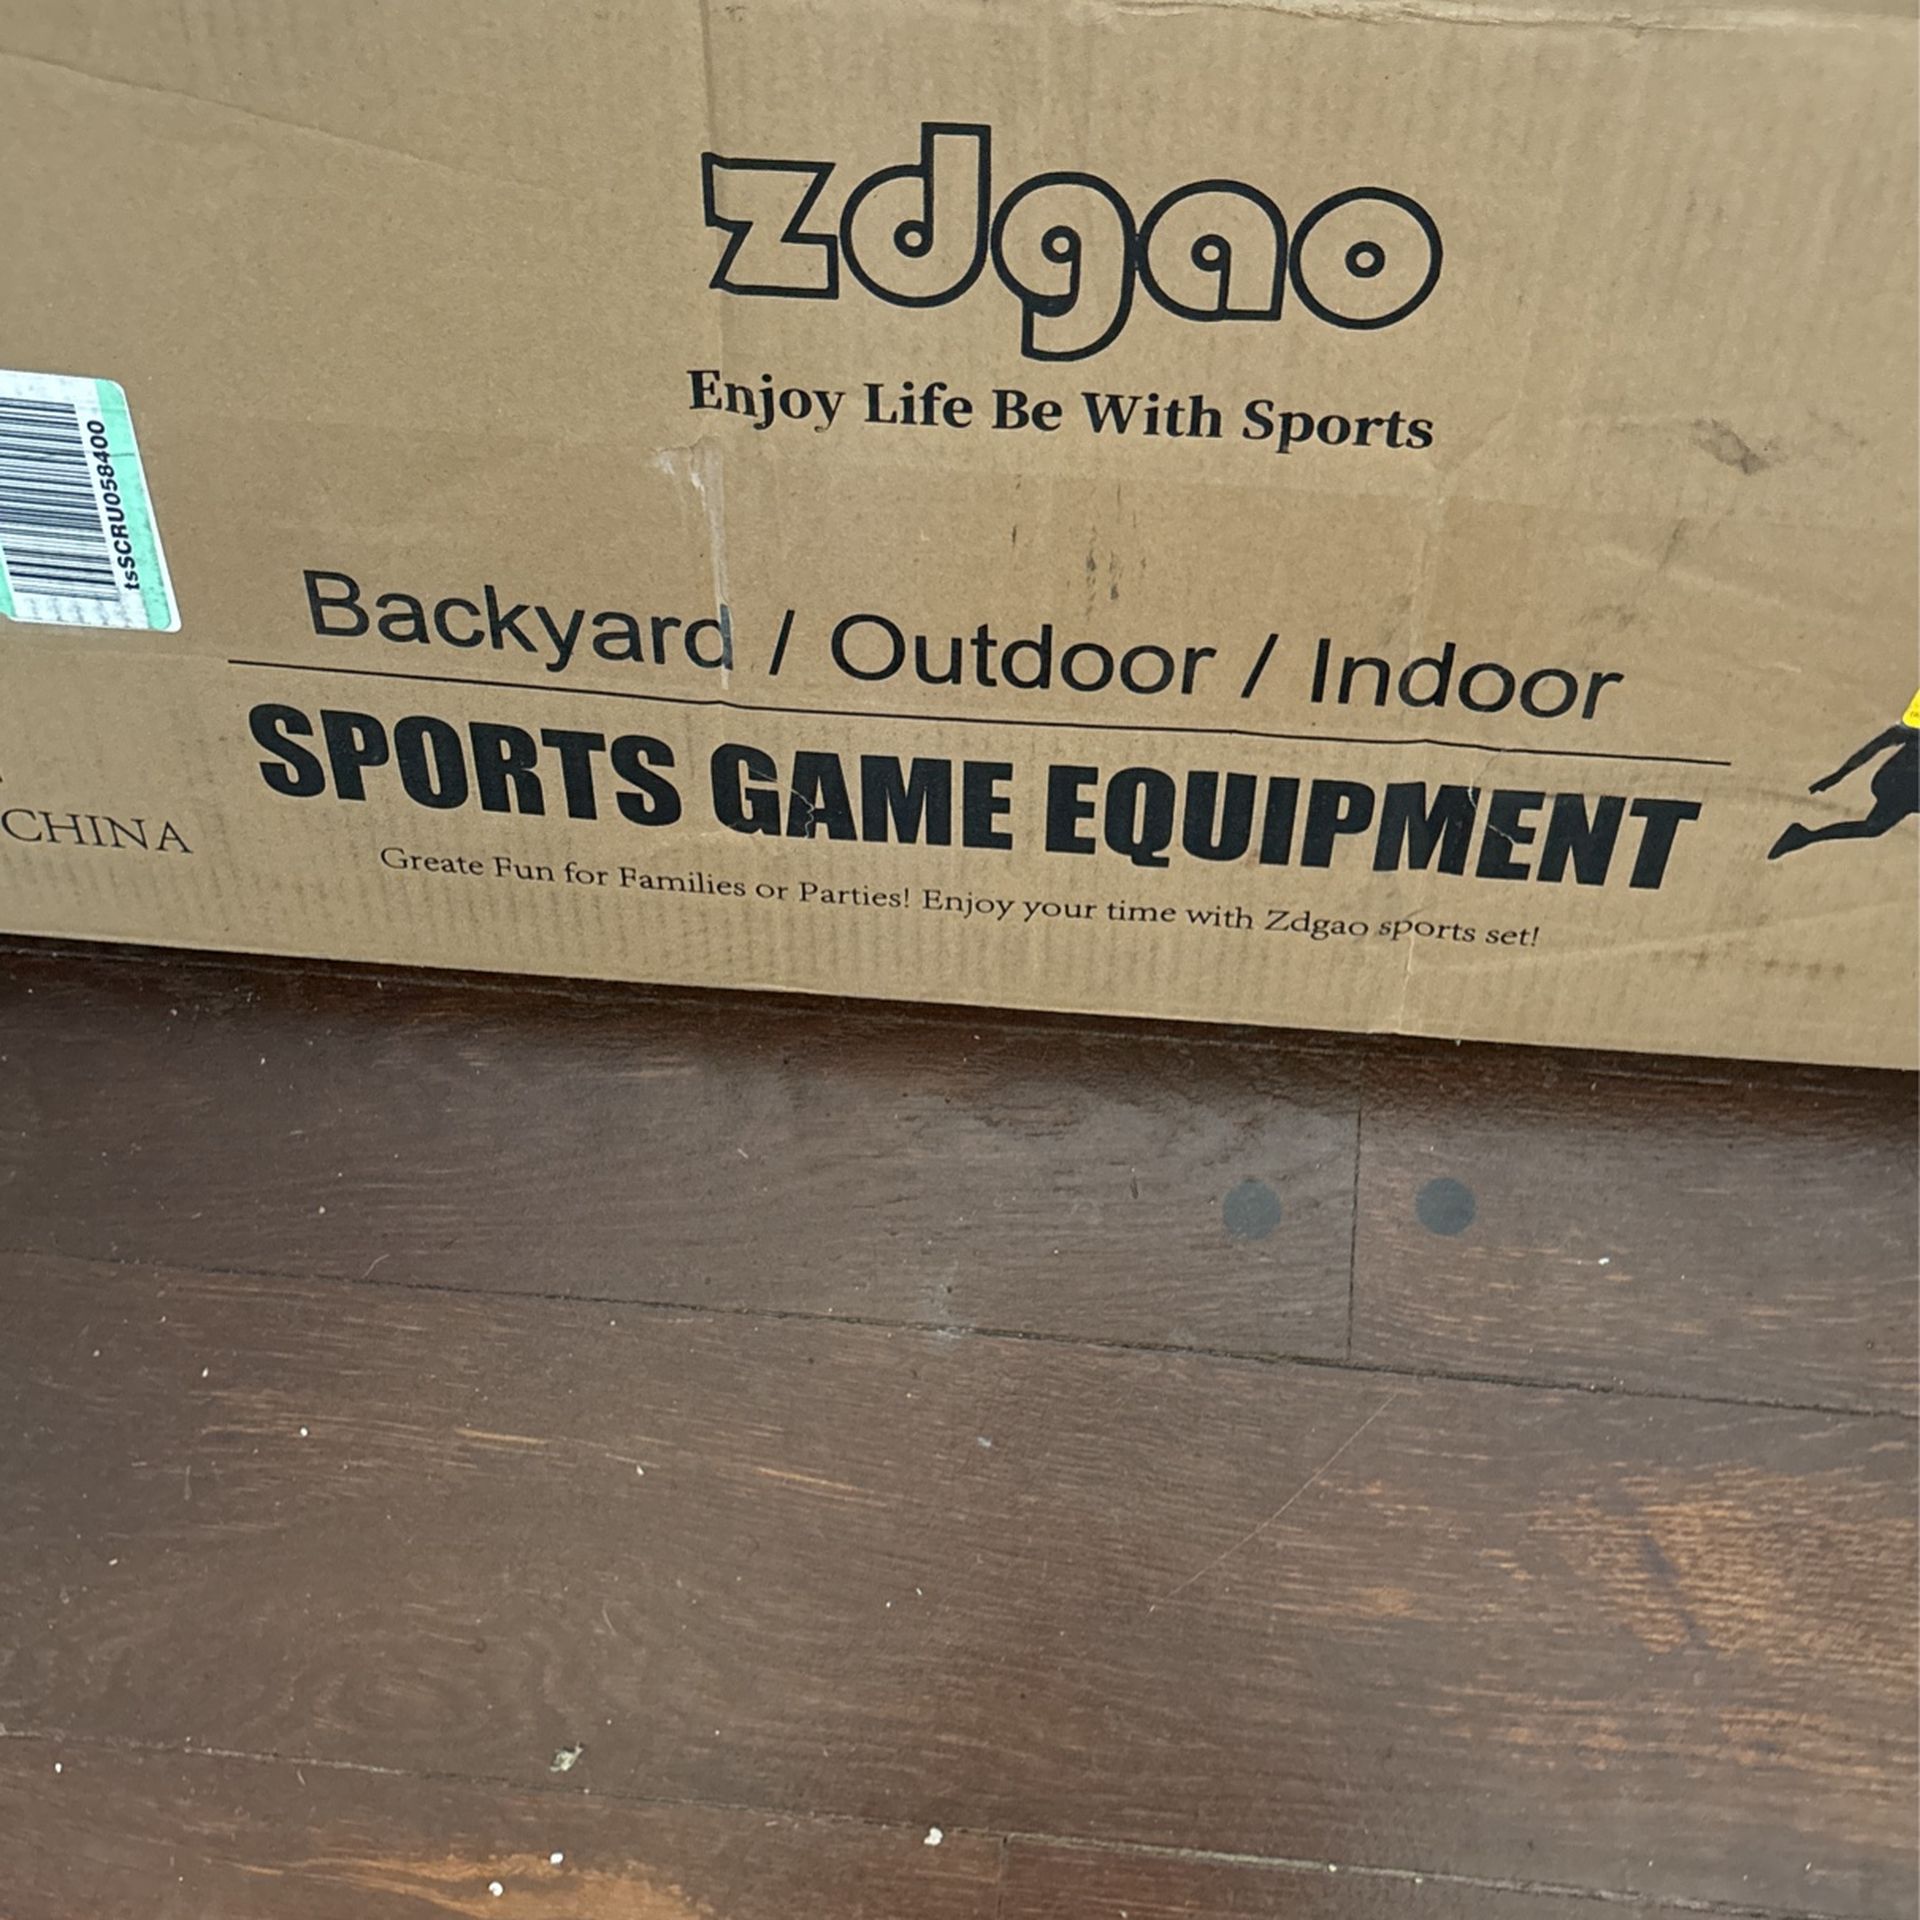 zdgao
Enjoy Life Be With Sports
tsSCRU058400
Backyard / Outdoor / Indoor
SPORTS GAME EQUIPMENT
CHINA
Greate Fun for Families or Parties! Enjoy your time with Zdgao sports set!